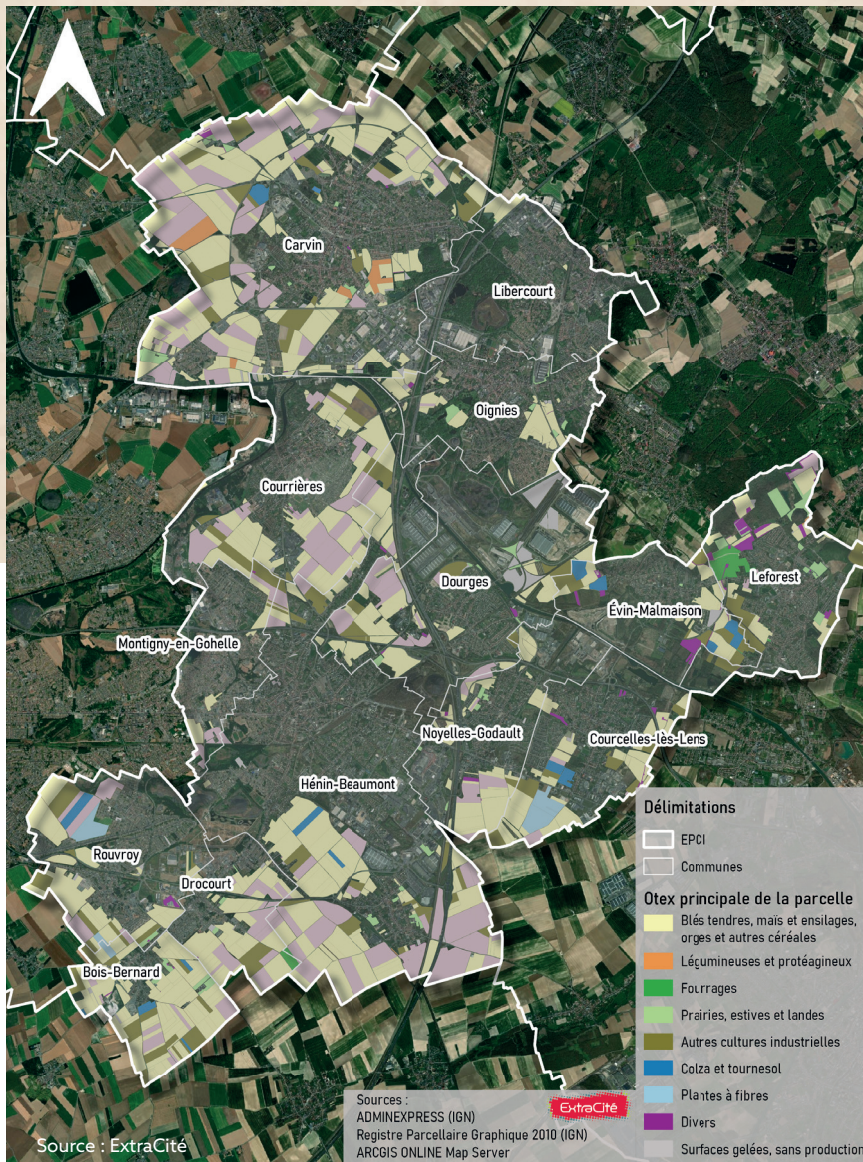 Carvin
Libercourt
Oignies
Courrières
Dourges
Leforest
Évin-Malmaison
Montigny-en-Gohelle
Noyelles-Godault
Courcelles-lès-Lens
Hénin-Beaumont
Rouvroy
Drocourt
Bois-Bernard
Délimitations
EPCI
Communes
Otex principale de la parcelle
Blés tendres, maïs et ensilages,
orges et autres céréales
Légumineuses et protéagineux
Fourrages
Prairies, estives et landes
Autres cultures industrielles
Colza et tournesol
Plantes à fibres
Divers
Surfaces gelées, sans production
Sources :
ADMINEXPRESS (IGN)
Registre Parcellaire Graphique 2010 (IGN)
ARCGIS ONLINE Map Server
ExtraCité
Source : ExtraCité